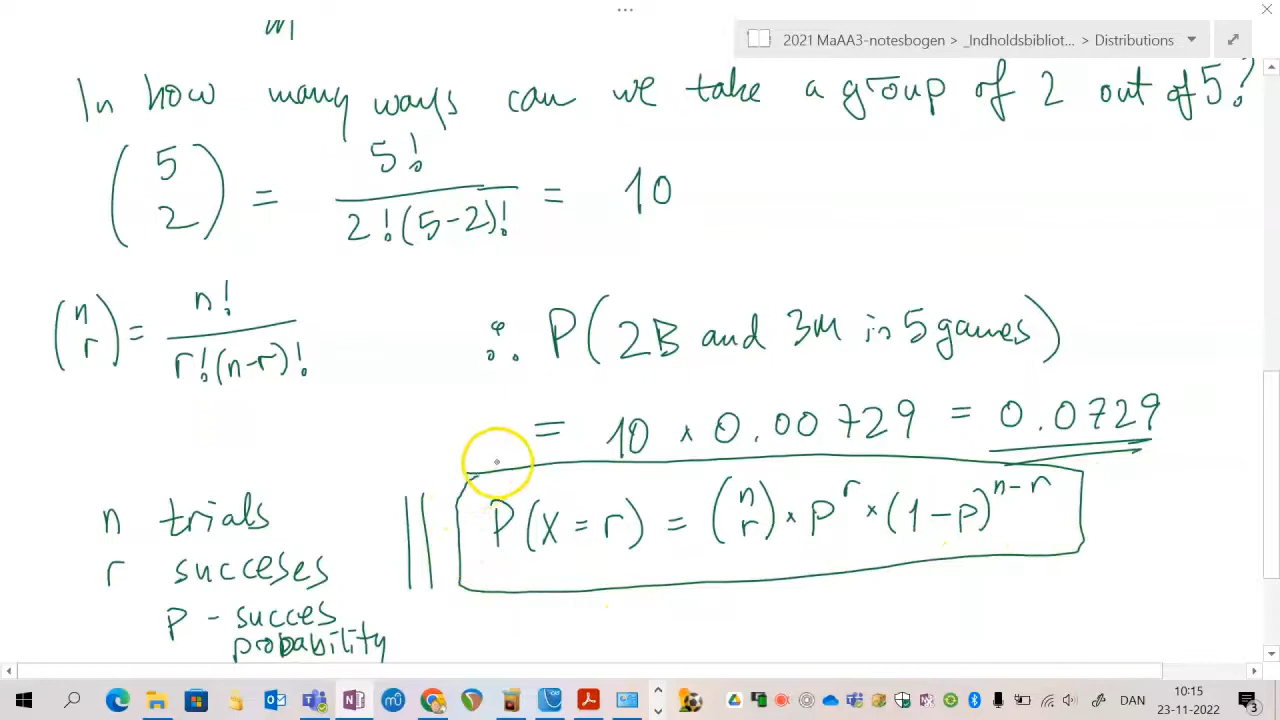 2021 MaAA3-notesbogen > _Indholdsbibliot... > Distributions
In how many ways can we take a group of 2 out of 5?
(5 2) = 5! / 2!(5-2)! = 10
(n r) = n! / r!(n-r)!
∴ P(2B and 3M in 5 games)
= 10 × 0.00729 = 0.0729
P(X=r) = (n r) × p^r × (1-p)^n-r
n trials
r succeses
p - succes
probability
DAN
10:15
23-11-2022
3